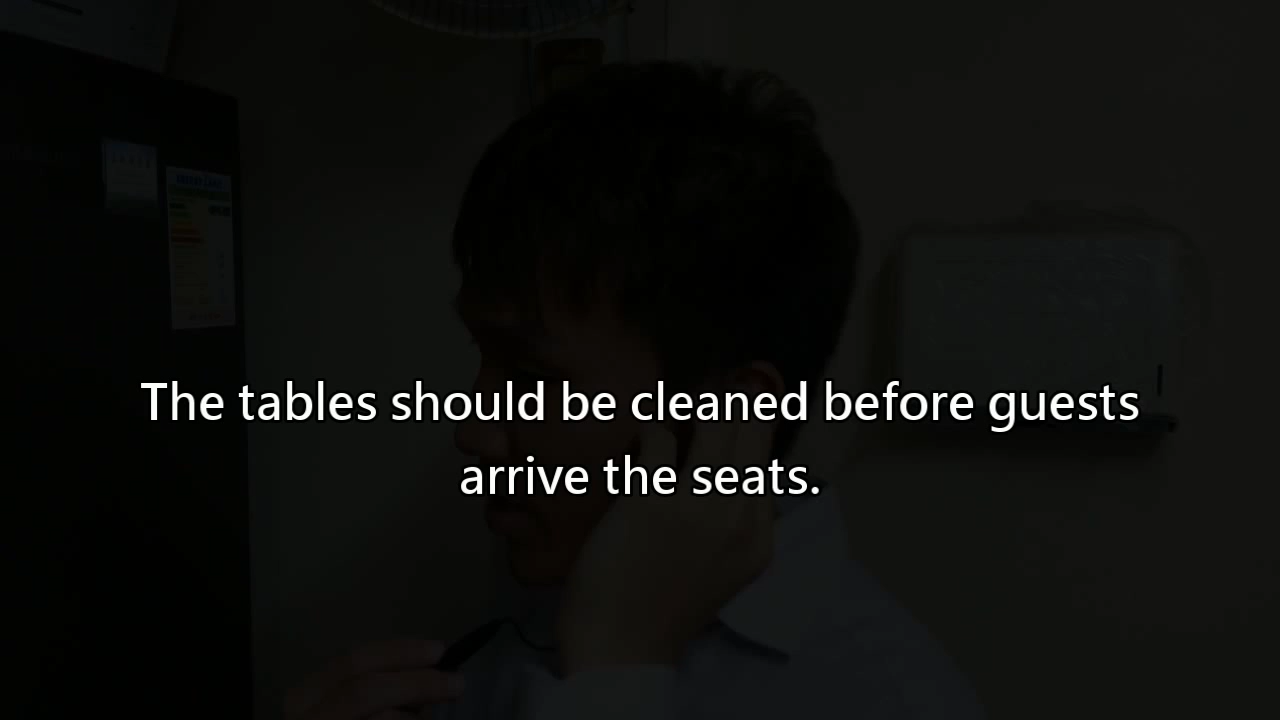 The tables should be cleaned before guests
arrive the seats.